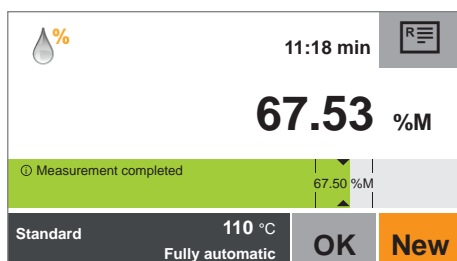 %
11:18 min
R
67.53 %M
ⓘ Measurement completed
67.50 %M
Standard
110 °C
Fully automatic
OK
New